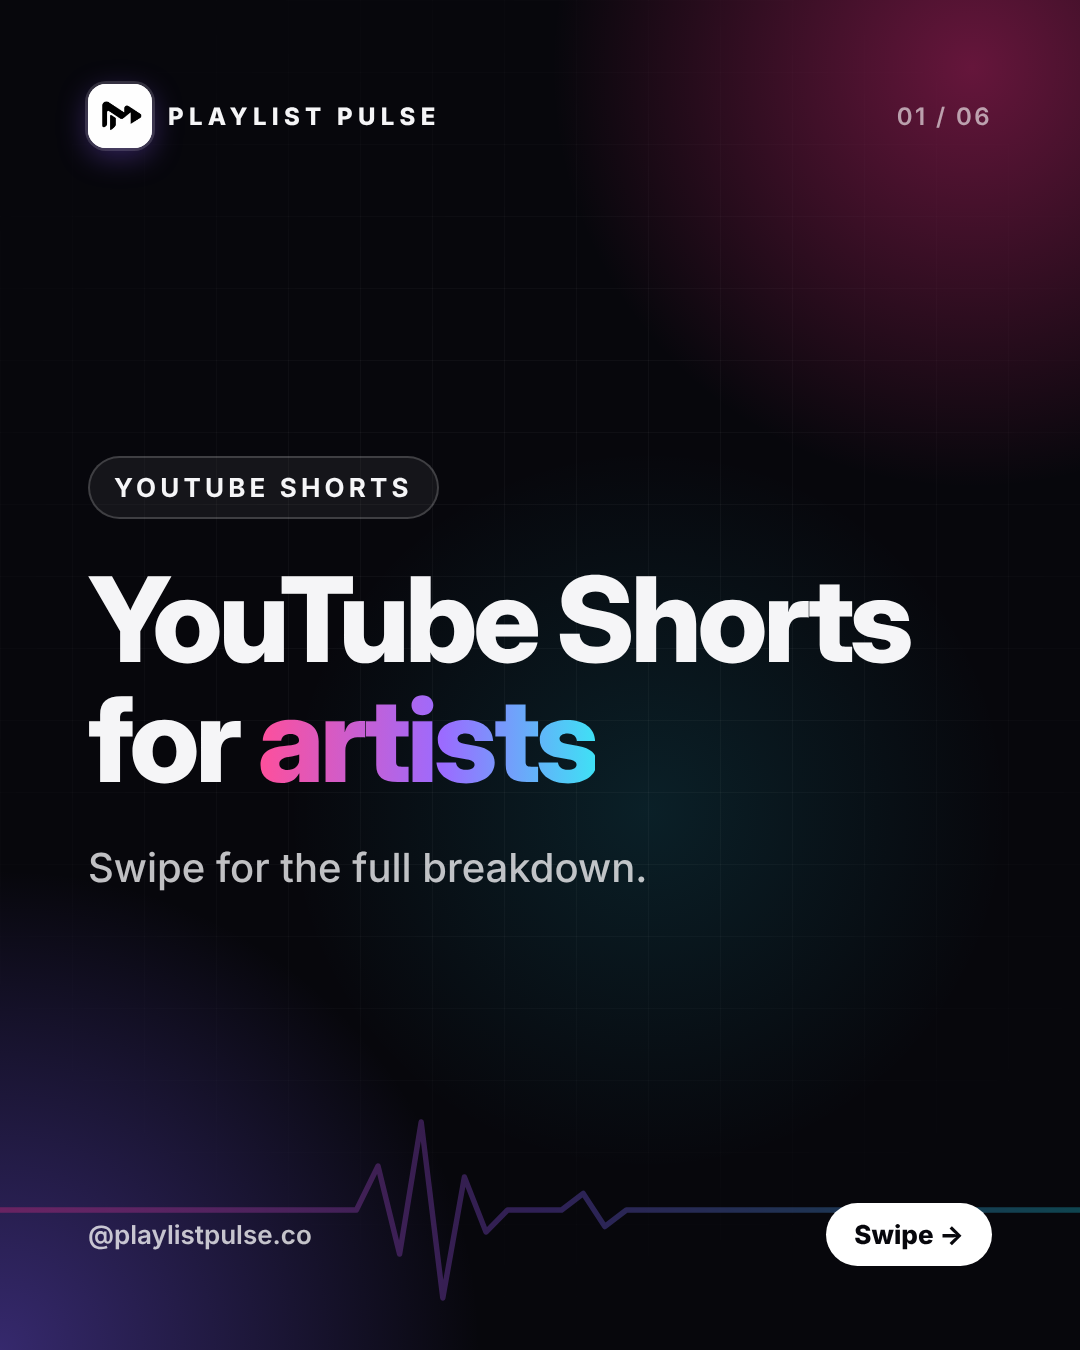 PLAYLIST PULSE
01 / 06
YOUTUBE SHORTS
YouTube Shorts
for artists
Swipe for the full breakdown.
@playlistpulse.co
Swipe →